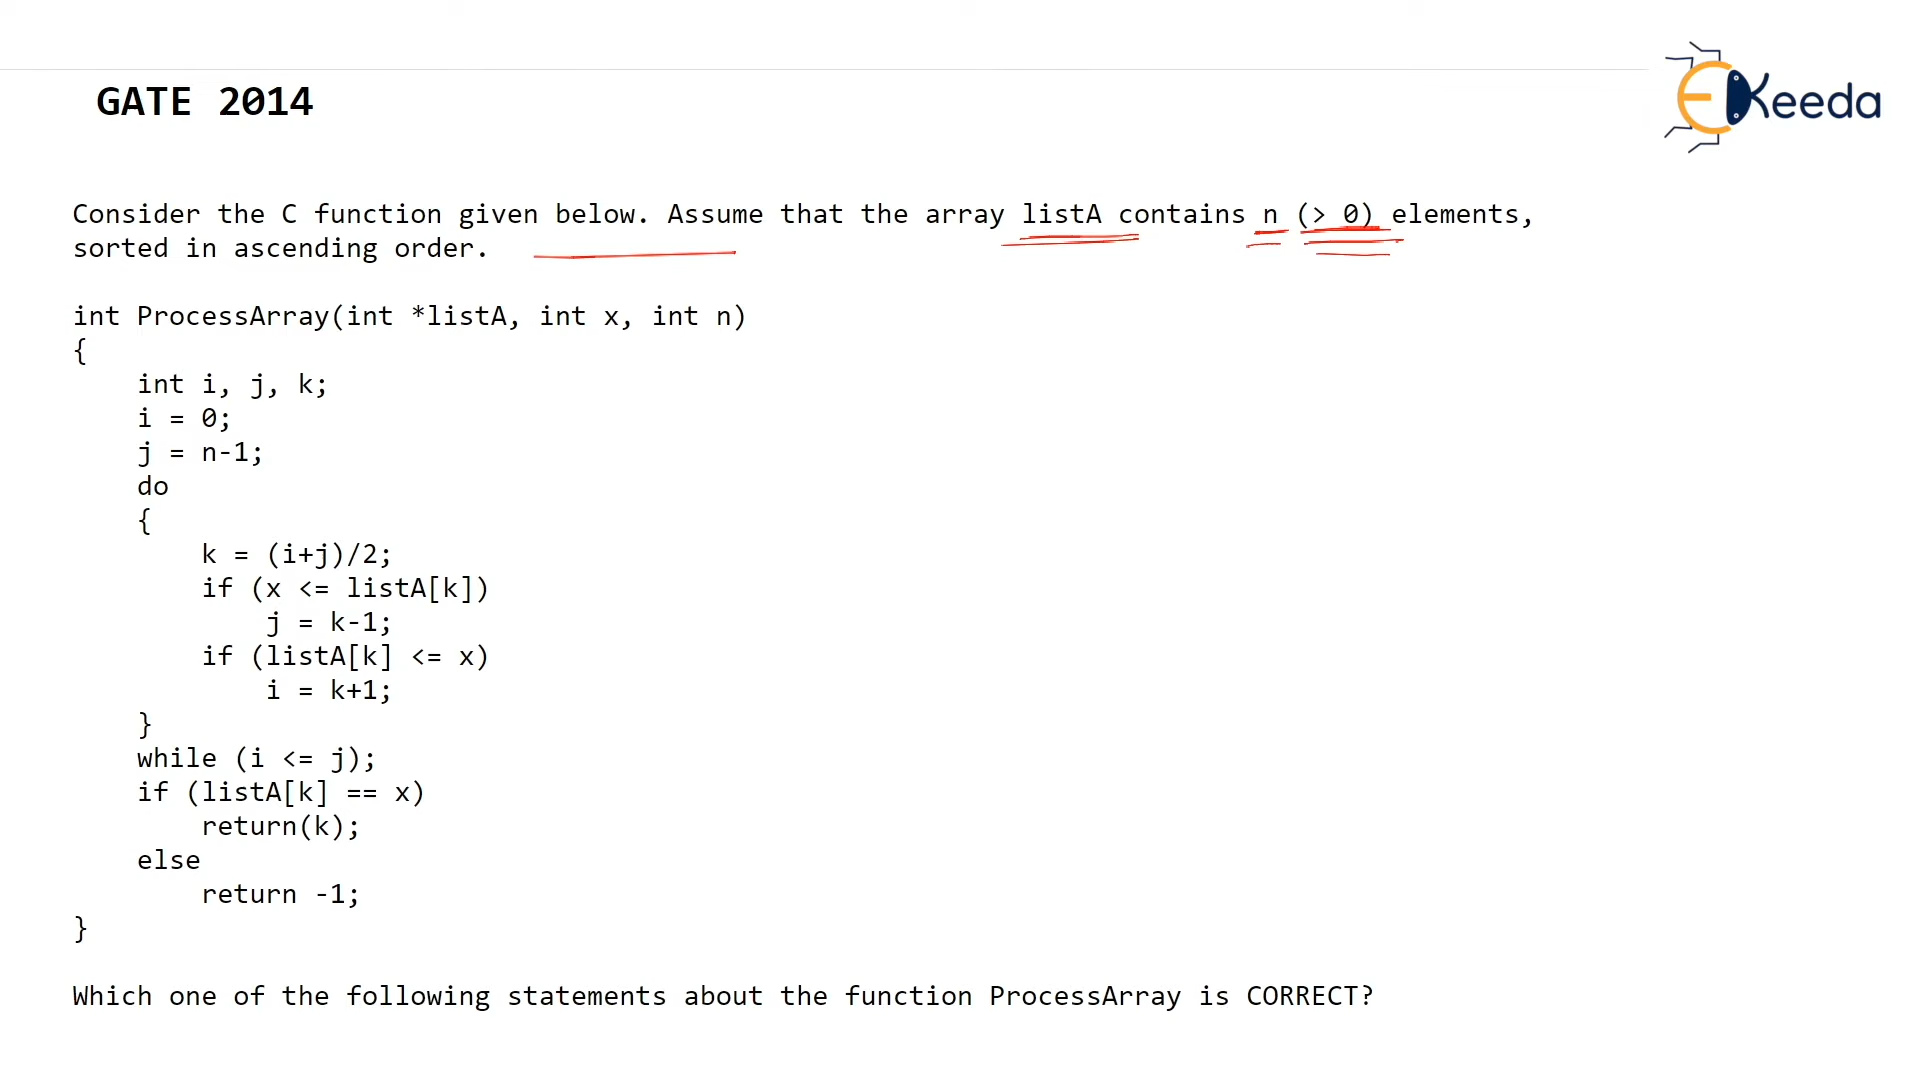 GATE 2014
EKeeda
Consider the C function given below. Assume that the array listA contains n (> 0) elements,
sorted in ascending order.
int ProcessArray(int *listA, int x, int n)
{
    int i, j, k;
    i = 0;
    j = n-1;
    do
    {
        k = (i+j)/2;
        if (x <= listA[k])
            j = k-1;
        if (listA[k] <= x)
            i = k+1;
    }
    while (i <= j);
    if (listA[k] == x)
        return(k);
    else
        return -1;
}
Which one of the following statements about the function ProcessArray is CORRECT?